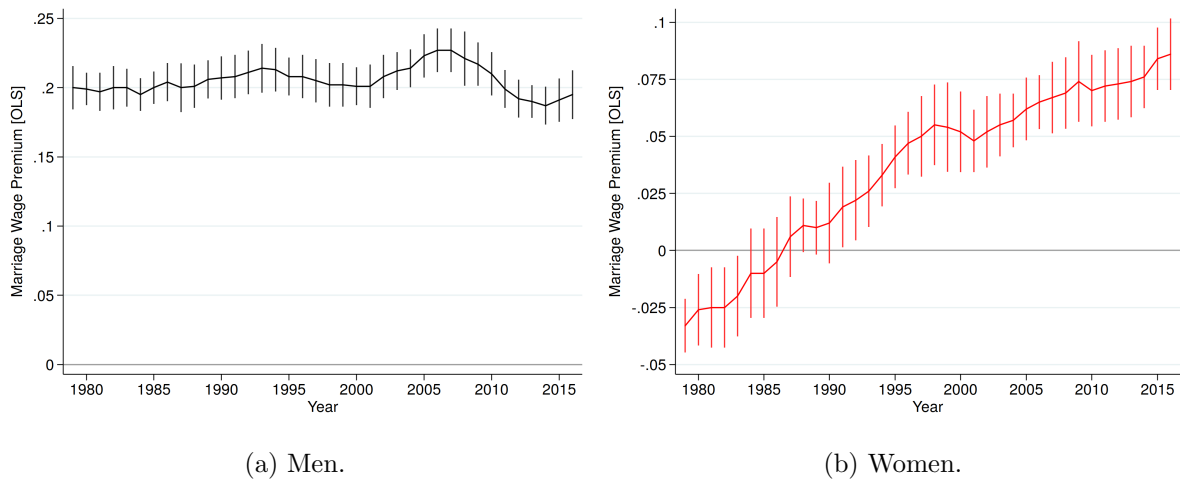 Marriage Wage Premium [OLS]
.25
.2
.15
.1
.05
0
1980 1985 1990 1995 2000 2005 2010 2015
Year
(a) Men.
Marriage Wage Premium [OLS]
.1
.075
.05
.025
0
-.025
-.05
1980 1985 1990 1995 2000 2005 2010 2015
Year
(b) Women.